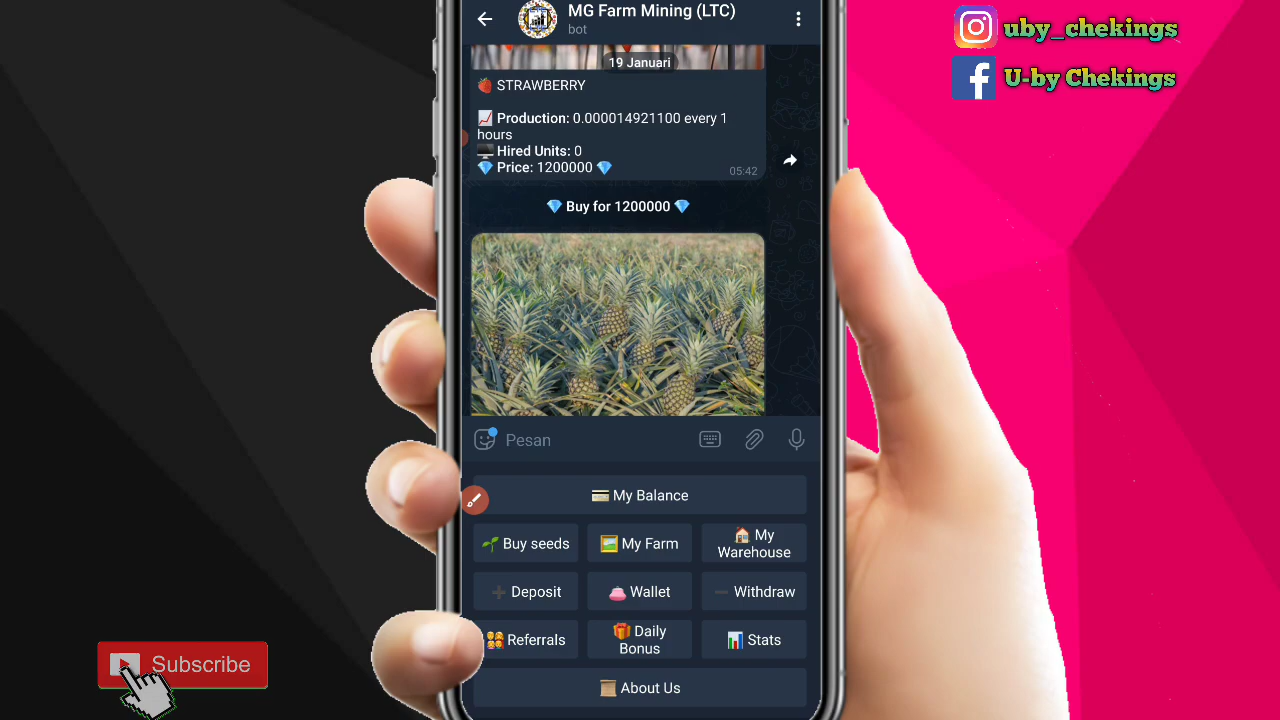 MG Farm Mining (LTC)
bot
uby_chekings
U-by Chekings
19 Januari
🍓 STRAWBERRY
📈 Production: 0.000014921100 every 1
hours
🖥 Hired Units: 0
💎 Price: 1200000 💎
05:42
💎 Buy for 1200000 💎
Pesan
💳 My Balance
🌱 Buy seeds
🖼 My Farm
🏠 My
Warehouse
➕ Deposit
👛 Wallet
➖ Withdraw
👨‍👩‍👧‍👦 Referrals
🎁 Daily
Bonus
📊 Stats
📜 About Us
Subscribe